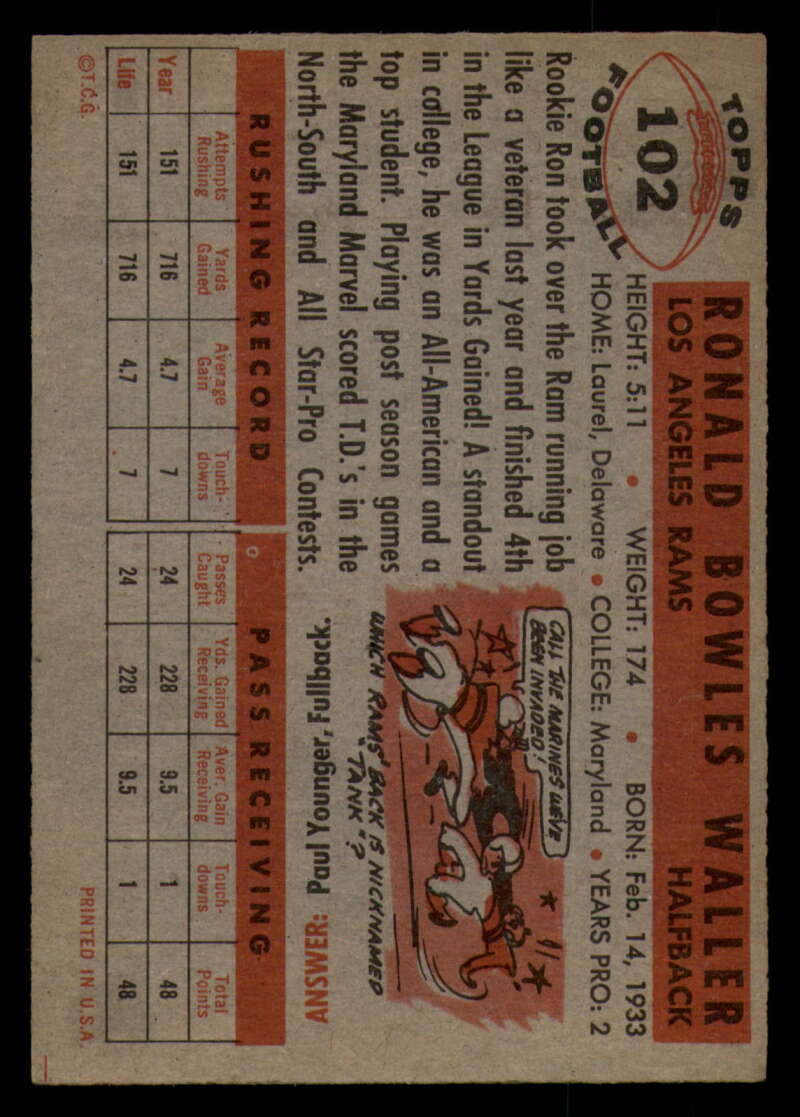 TOPPS
102
FOOTBALL
RONALD BOWLES WALLER
LOS ANGELES RAMS HALFBACK
HEIGHT: 5:11 • WEIGHT: 174 • BORN: Feb. 14, 1933
HOME: Laurel, Delaware • COLLEGE: Maryland • YEARS PRO: 2
Rookie Ron took over the Ram running job
like a veteran last year and finished 4th
in the League in Yards Gained! A standout
in college, he was an All-American and a
top student. Playing post season games
the Maryland Marvel scored T.D.'s in the
North-South and All Star-Pro Contests.
CALL THE MARINES WE'VE
BEEN INVADED!
WHICH RAMS' BACK IS NICKNAMED
"TANK"?
ANSWER: Paul Younger, Fullback.
RUSHING RECORD PASS RECEIVING
Attempts Rushing Yards Gained Average Gain Touch-downs Passes Caught Yds. Gained Receiving Aver. Gain Receiving Touch-downs Total Points
Year 151 716 4.7 7 24 228 9.5 1 48
Life 151 716 4.7 7 24 228 9.5 1 48
©T.C.G. PRINTED IN U.S.A.